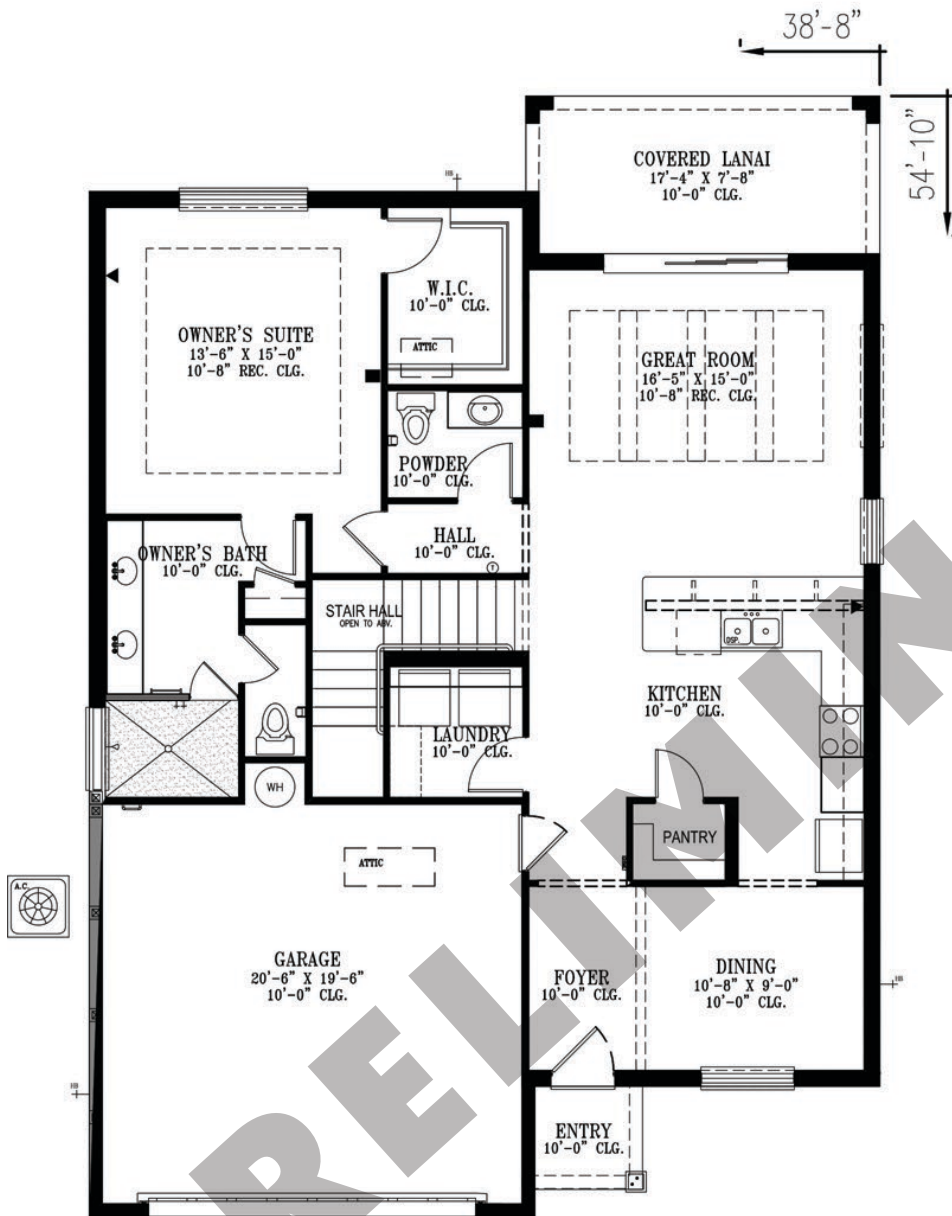 38'-8"
54'-10"
COVERED LANAI
17'-4" X 7'-8"
10'-0" CLG.
HB
W.I.C.
10'-0" CLG.
ATTIC
OWNER'S SUITE
13'-6" X 15'-0"
10'-8" REC. CLG.
GREAT ROOM
16'-5" X 15'-0"
10'-8" REC. CLG.
POWDER
10'-0" CLG.
HALL
10'-0" CLG.
T
OWNER'S BATH
10'-0" CLG.
STAIR HALL
OPEN TO ABV.
DSP.
KITCHEN
10'-0" CLG.
LAUNDRY
10'-0" CLG.
WH
PANTRY
ATTIC
A.C.
GARAGE
20'-6" X 19'-6"
10'-0" CLG.
FOYER
10'-0" CLG.
DINING
10'-8" X 9'-0"
10'-0" CLG.
HB
HB
ENTRY
10'-0" CLG.
RELIMIN